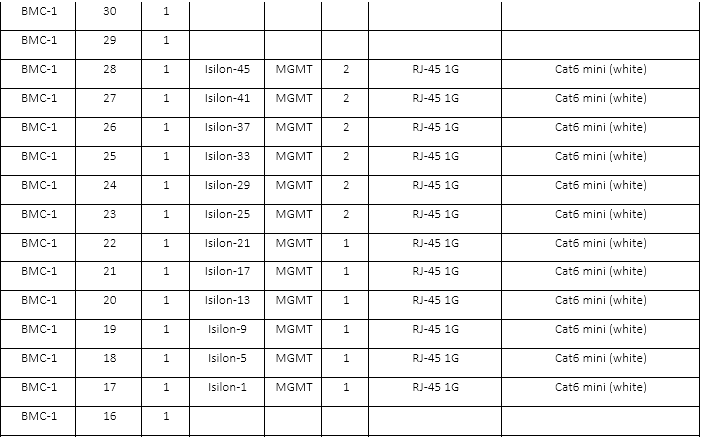 BMC-1 30 1
BMC-1 29 1
BMC-1 28 1 Isilon-45 MGMT 2 RJ-45 1G Cat6 mini (white)
BMC-1 27 1 Isilon-41 MGMT 2 RJ-45 1G Cat6 mini (white)
BMC-1 26 1 Isilon-37 MGMT 2 RJ-45 1G Cat6 mini (white)
BMC-1 25 1 Isilon-33 MGMT 2 RJ-45 1G Cat6 mini (white)
BMC-1 24 1 Isilon-29 MGMT 2 RJ-45 1G Cat6 mini (white)
BMC-1 23 1 Isilon-25 MGMT 2 RJ-45 1G Cat6 mini (white)
BMC-1 22 1 Isilon-21 MGMT 1 RJ-45 1G Cat6 mini (white)
BMC-1 21 1 Isilon-17 MGMT 1 RJ-45 1G Cat6 mini (white)
BMC-1 20 1 Isilon-13 MGMT 1 RJ-45 1G Cat6 mini (white)
BMC-1 19 1 Isilon-9 MGMT 1 RJ-45 1G Cat6 mini (white)
BMC-1 18 1 Isilon-5 MGMT 1 RJ-45 1G Cat6 mini (white)
BMC-1 17 1 Isilon-1 MGMT 1 RJ-45 1G Cat6 mini (white)
BMC-1 16 1